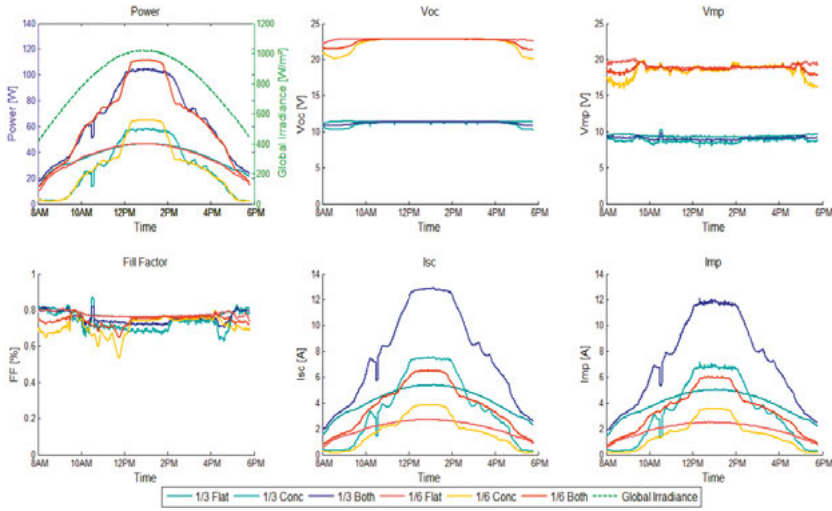 Power
Voc
Vmp
Power [W]
140
120
100
80
60
40
20
0
Global Irradiance [W/m²]
1200
1000
800
600
400
200
0
8AM 10AM 12PM 2PM 4PM 6PM
Time
Voc [V]
25
20
15
10
5
0
8AM 10AM 12PM 2PM 4PM 6PM
Time
Vmp [V]
25
20
15
10
5
0
8AM 10AM 12PM 2PM 4PM 6PM
Time
Fill Factor
Isc
Imp
FF [%]
1
0.8
0.6
0.4
0.2
0
8AM 10AM 12PM 2PM 4PM 6PM
Time
Isc [A]
14
12
10
8
6
4
2
0
8AM 10AM 12PM 2PM 4PM 6PM
Time
Imp [A]
14
12
10
8
6
4
2
0
8AM 10AM 12PM 2PM 4PM 6PM
Time
1/3 Flat 1/3 Conc 1/3 Both 1/6 Flat 1/6 Conc 1/6 Both Global Irradiance